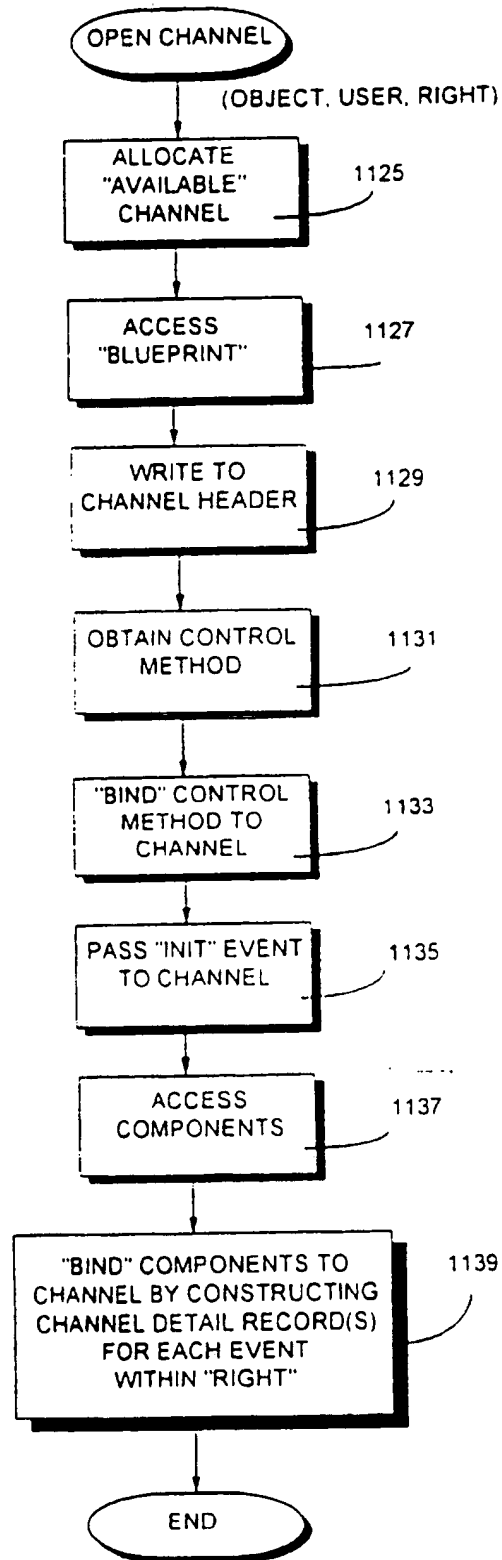 OPEN CHANNEL
(OBJECT, USER, RIGHT)
ALLOCATE
"AVAILABLE"
CHANNEL
1125
ACCESS
"BLUEPRINT"
1127
WRITE TO
CHANNEL HEADER
1129
OBTAIN CONTROL
METHOD
1131
"BIND" CONTROL
METHOD TO
CHANNEL
1133
PASS "INIT" EVENT
TO CHANNEL
1135
ACCESS
COMPONENTS
1137
"BIND" COMPONENTS TO
CHANNEL BY CONSTRUCTING
CHANNEL DETAIL RECORD(S)
FOR EACH EVENT
WITHIN "RIGHT"
1139
END